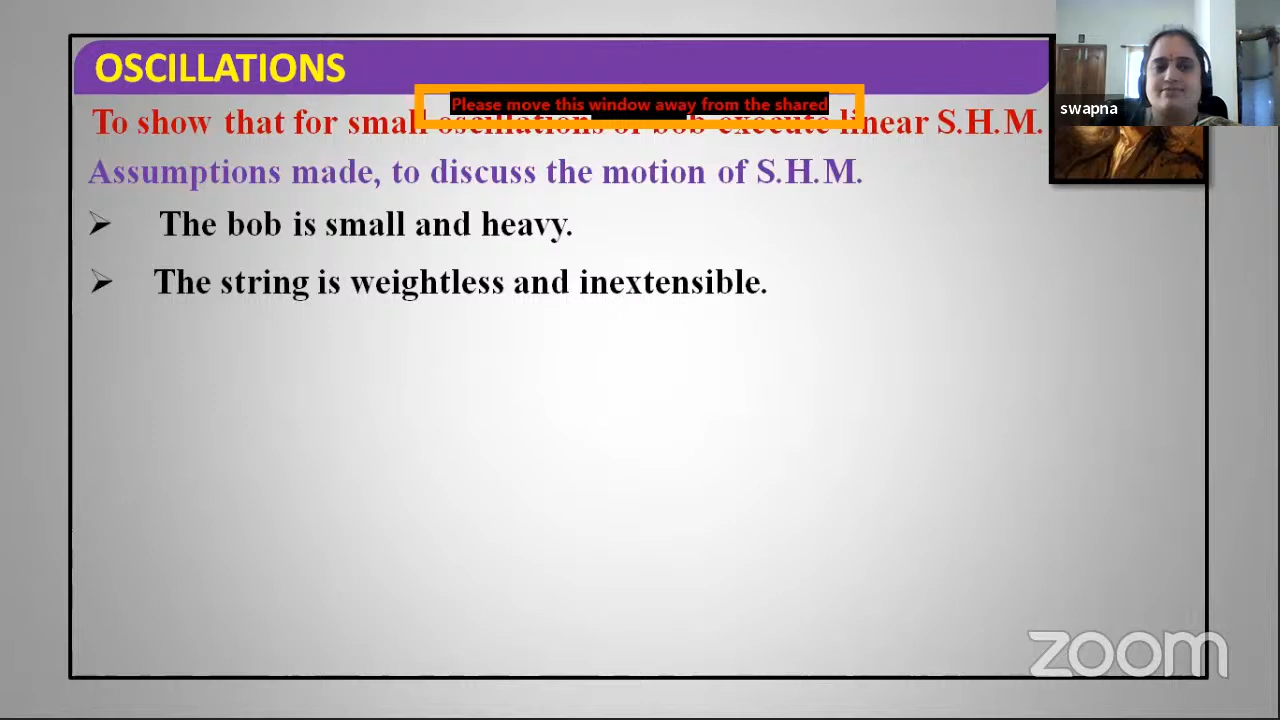 OSCILLATIONS
Please move this window away from the shared
To show that for small oscillations of bob execute linear S.H.M.
swapna
Assumptions made, to discuss the motion of S.H.M.
The bob is small and heavy.
The string is weightless and inextensible.
zoom